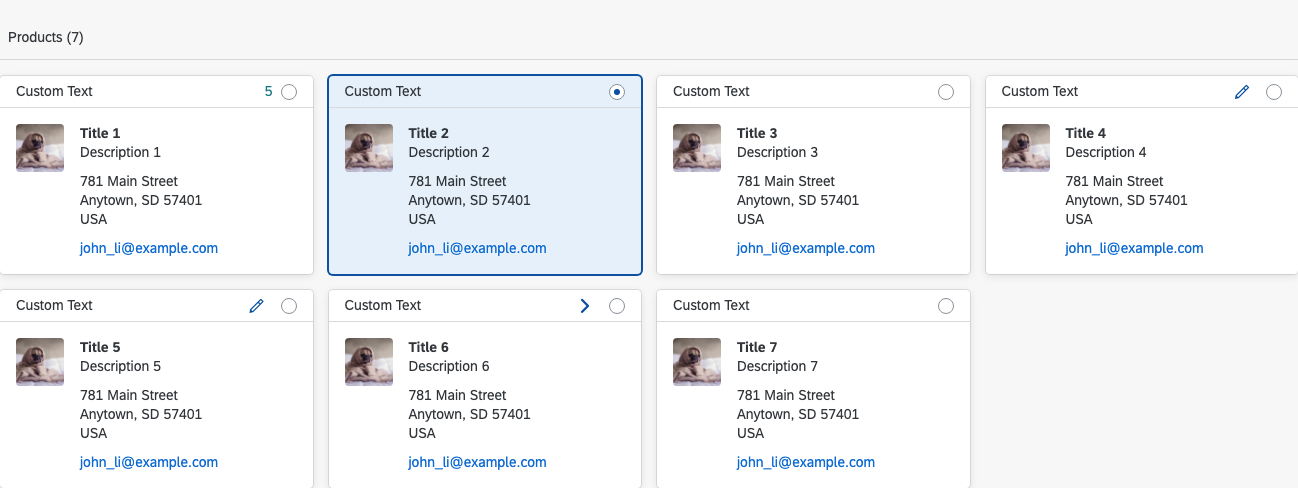 Products (7)
Custom Text 5
Title 1
Description 1
781 Main Street
Anytown, SD 57401
USA
john_li@example.com
Custom Text
Title 2
Description 2
781 Main Street
Anytown, SD 57401
USA
john_li@example.com
Custom Text
Title 3
Description 3
781 Main Street
Anytown, SD 57401
USA
john_li@example.com
Custom Text
Title 4
Description 4
781 Main Street
Anytown, SD 57401
USA
john_li@example.com
Custom Text
Title 5
Description 5
781 Main Street
Anytown, SD 57401
USA
john_li@example.com
Custom Text
Title 6
Description 6
781 Main Street
Anytown, SD 57401
USA
john_li@example.com
Custom Text
Title 7
Description 7
781 Main Street
Anytown, SD 57401
USA
john_li@example.com